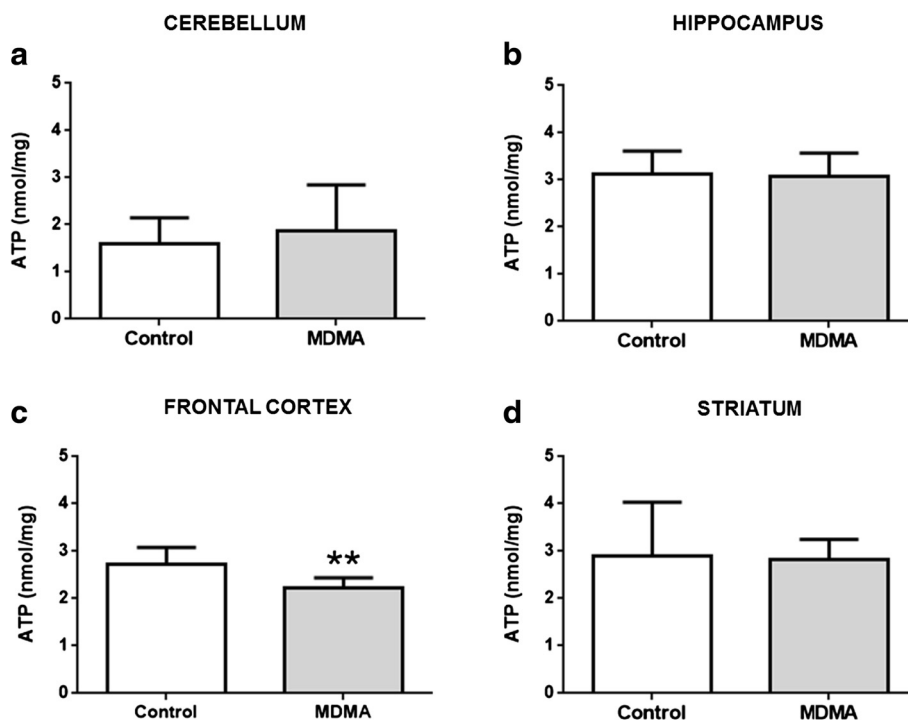 CEREBELLUM
a
ATP (nmol/mg)
5
4
3
2
1
0
Control MDMA
HIPPOCAMPUS
b
ATP (nmol/mg)
5
4
3
2
1
0
Control MDMA
FRONTAL CORTEX
c
ATP (nmol/mg)
5
4
3
2
1
0
**
Control MDMA
STRIATUM
d
ATP (nmol/mg)
5
4
3
2
1
0
Control MDMA